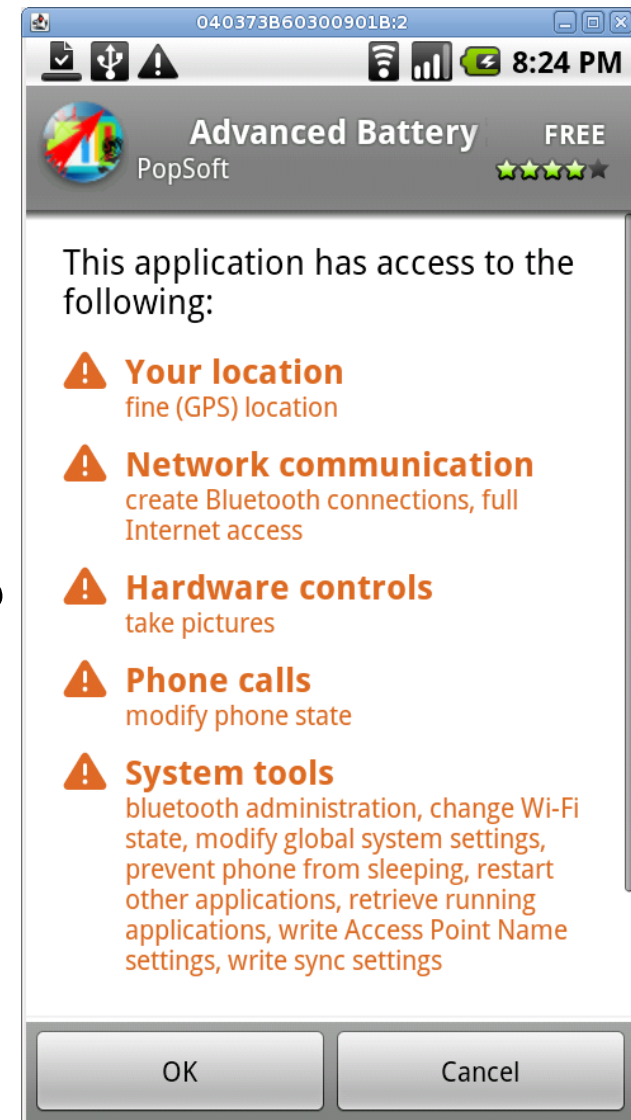 040373B60300901B:2
8:24 PM
Advanced Battery FREE
PopSoft
This application has access to the
following:
Your location
fine (GPS) location
Network communication
create Bluetooth connections, full
Internet access
Hardware controls
take pictures
Phone calls
modify phone state
System tools
bluetooth administration, change Wi-Fi
state, modify global system settings,
prevent phone from sleeping, restart
other applications, retrieve running
applications, write Access Point Name
settings, write sync settings
OK Cancel